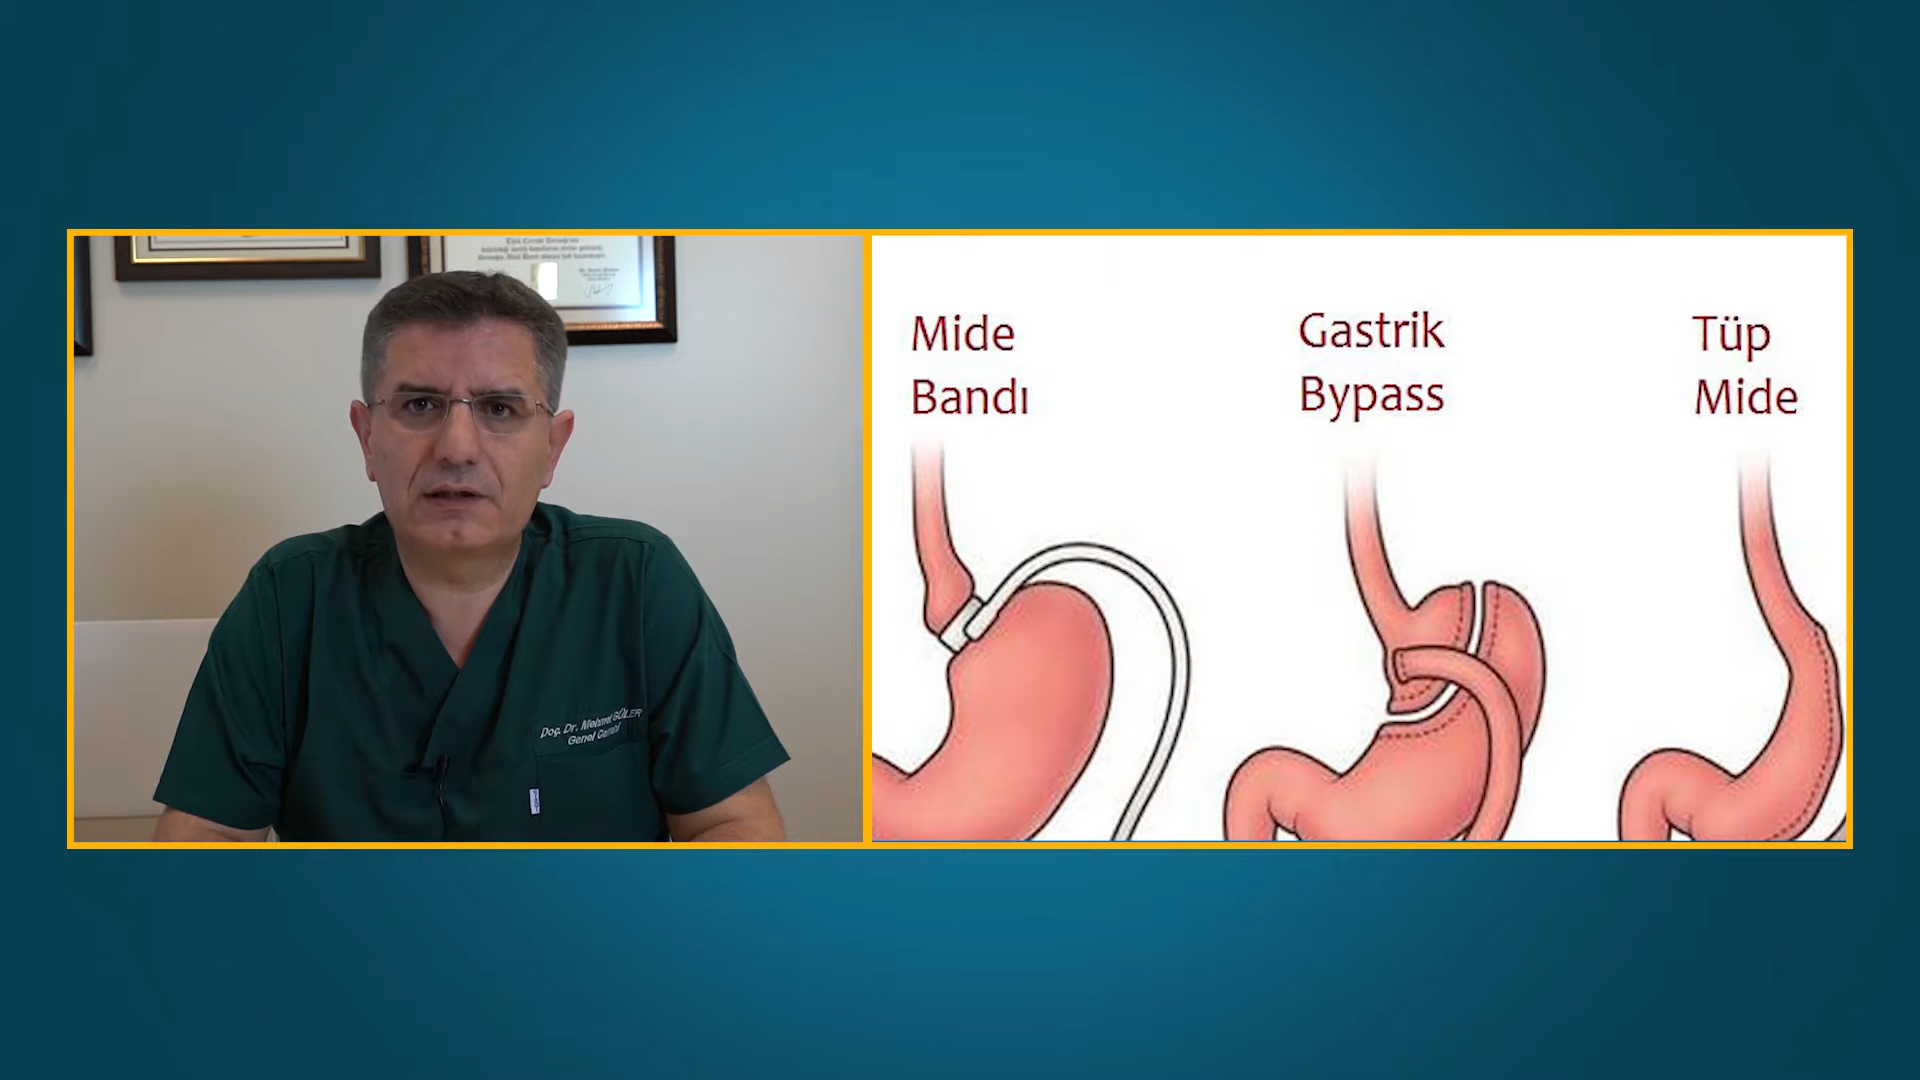 Mide
Bandı
Gastrik
Bypass
Tüp
Mide
Doç. Dr. Mehmet GÜLER
Genel Cerrahi